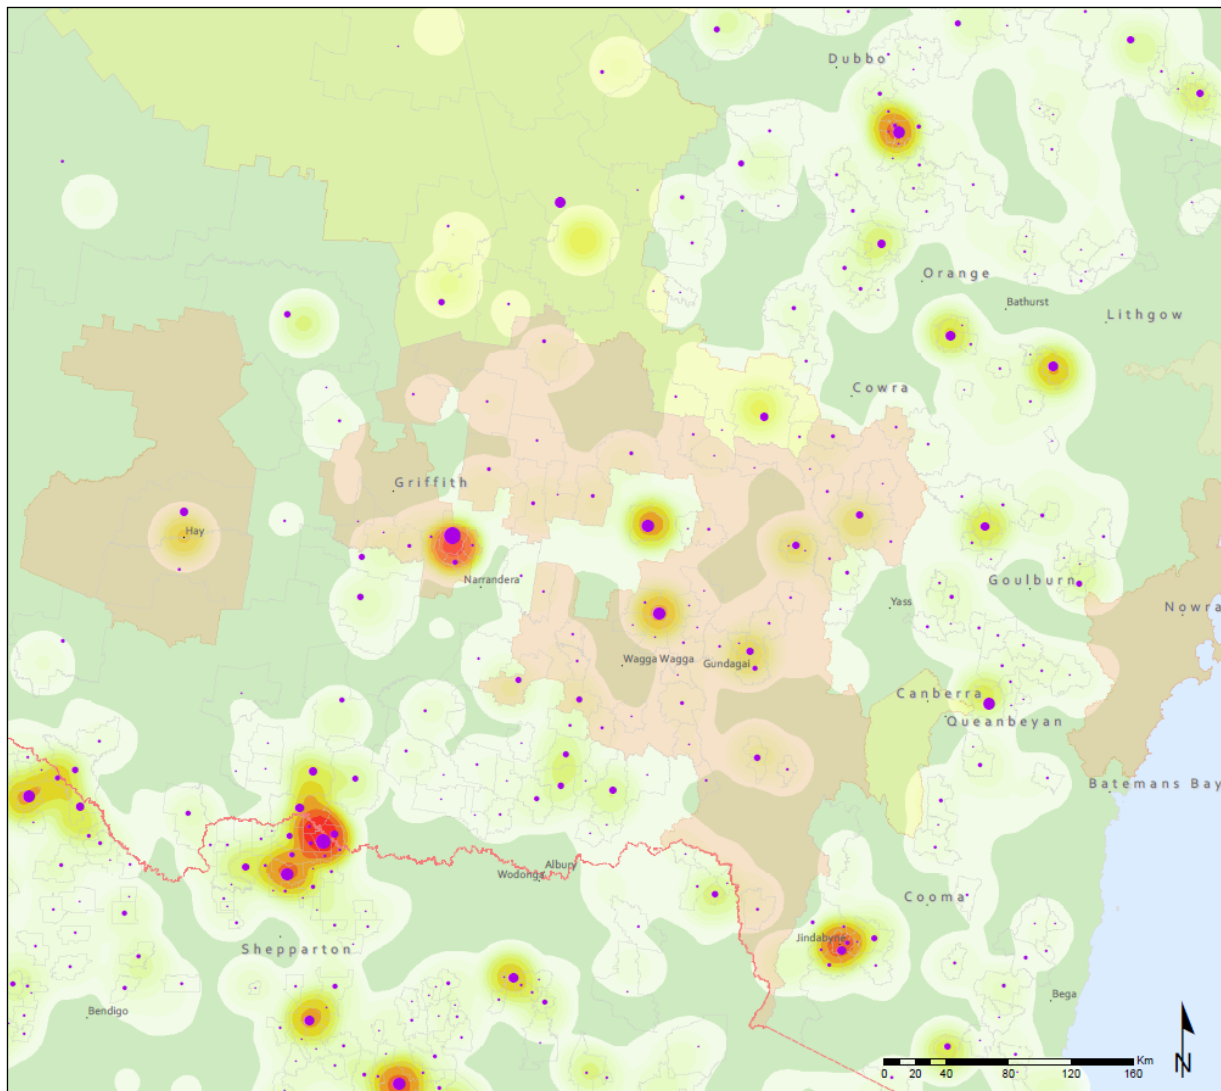 Dubbo
Orange
Bathurst
Lithgow
Cowra
Griffith
Hay
Narrandera
Goulburn
Yass
Nowra
Wagga Wagga
Gundagai
Canberra
Queanbeyan
Batemans Bay
Albury
Wodonga
Cooma
Shepparton
Jindabyne
Bega
Bendigo
N
Km
0 20 40 80 120 160